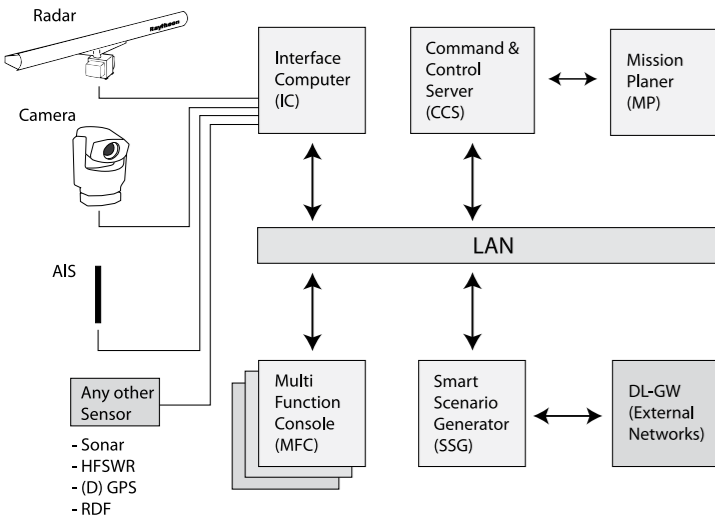 Radar
Raytheon
Camera
AIS
Any other
Sensor
- Sonar
- HFSWR
- (D) GPS
- RDF
Interface
Computer
(IC)
Command &
Control
Server
(CCS)
Mission
Planer
(MP)
LAN
Multi
Function
Console
(MFC)
Smart
Scenario
Generator
(SSG)
DL-GW
(External
Networks)